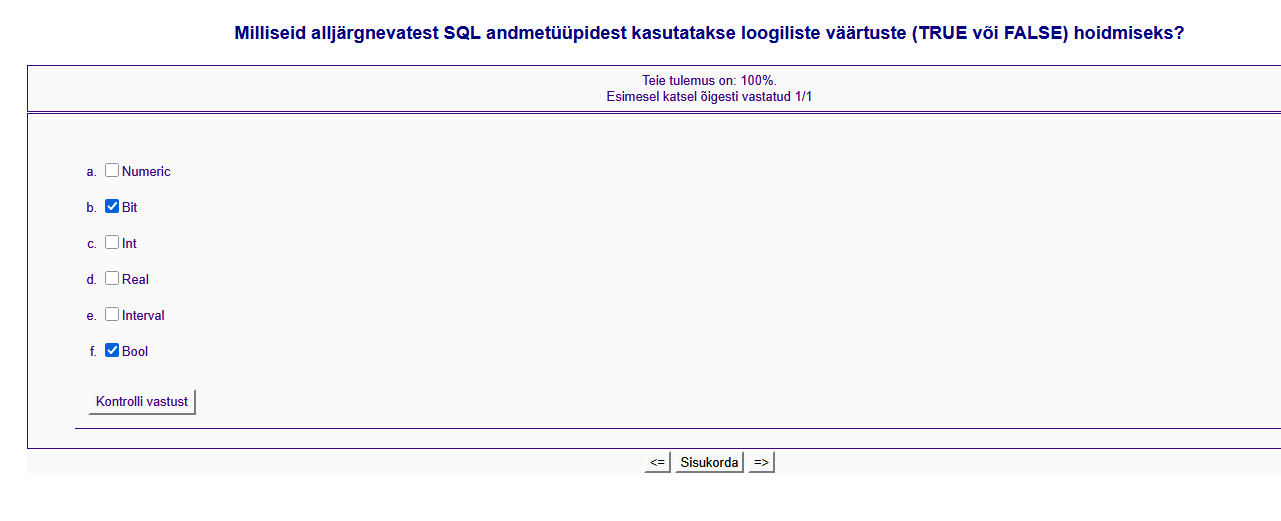 Milliseid alljärgnevatest SQL andmetüüpidest kasutatakse loogiliste väärtuste (TRUE või FALSE) hoidmiseks?
Teie tulemus on: 100%.
Esimesel katsel õigesti vastatud 1/1
a. Numeric
b. Bit
c. Int
d. Real
e. Interval
f. Bool
Kontrolli vastust
<= Sisukorda =>